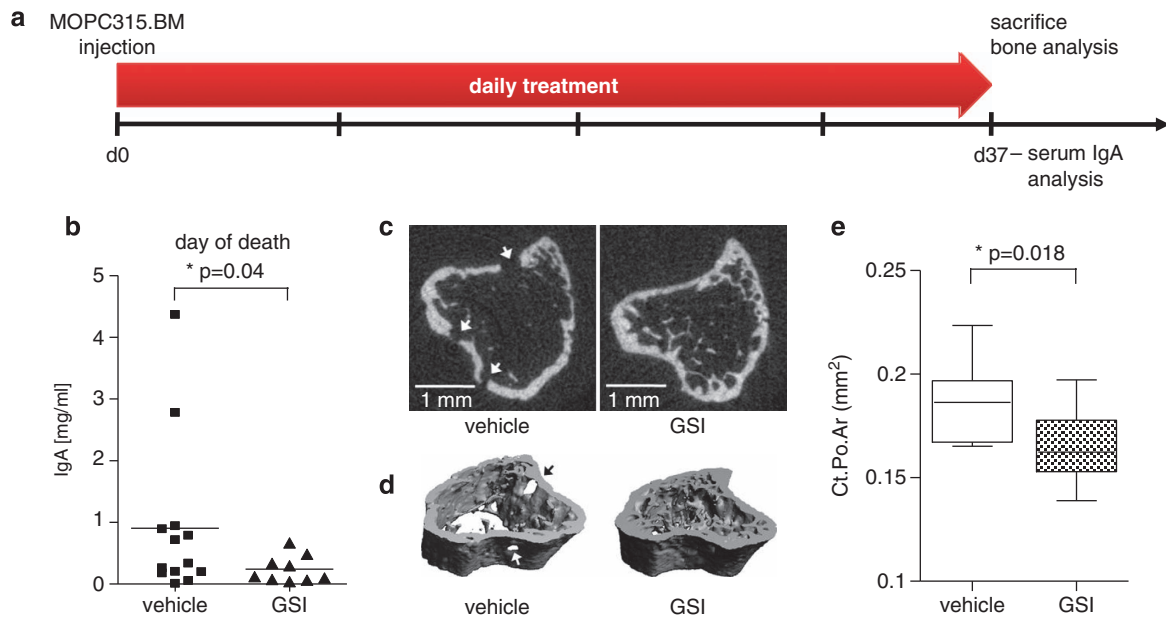 a
MOPC315.BM
injection
sacrifice
bone analysis
daily treatment
d0
d37 – serum IgA
analysis
b
day of death
* p=0.04
IgA [mg/ml]
5
4
3
2
1
0
vehicle
GSI
c
1 mm
1 mm
vehicle
GSI
d
vehicle
GSI
e
* p=0.018
Ct.Po.Ar (mm²)
0.25
0.2
0.15
0.1
vehicle
GSI